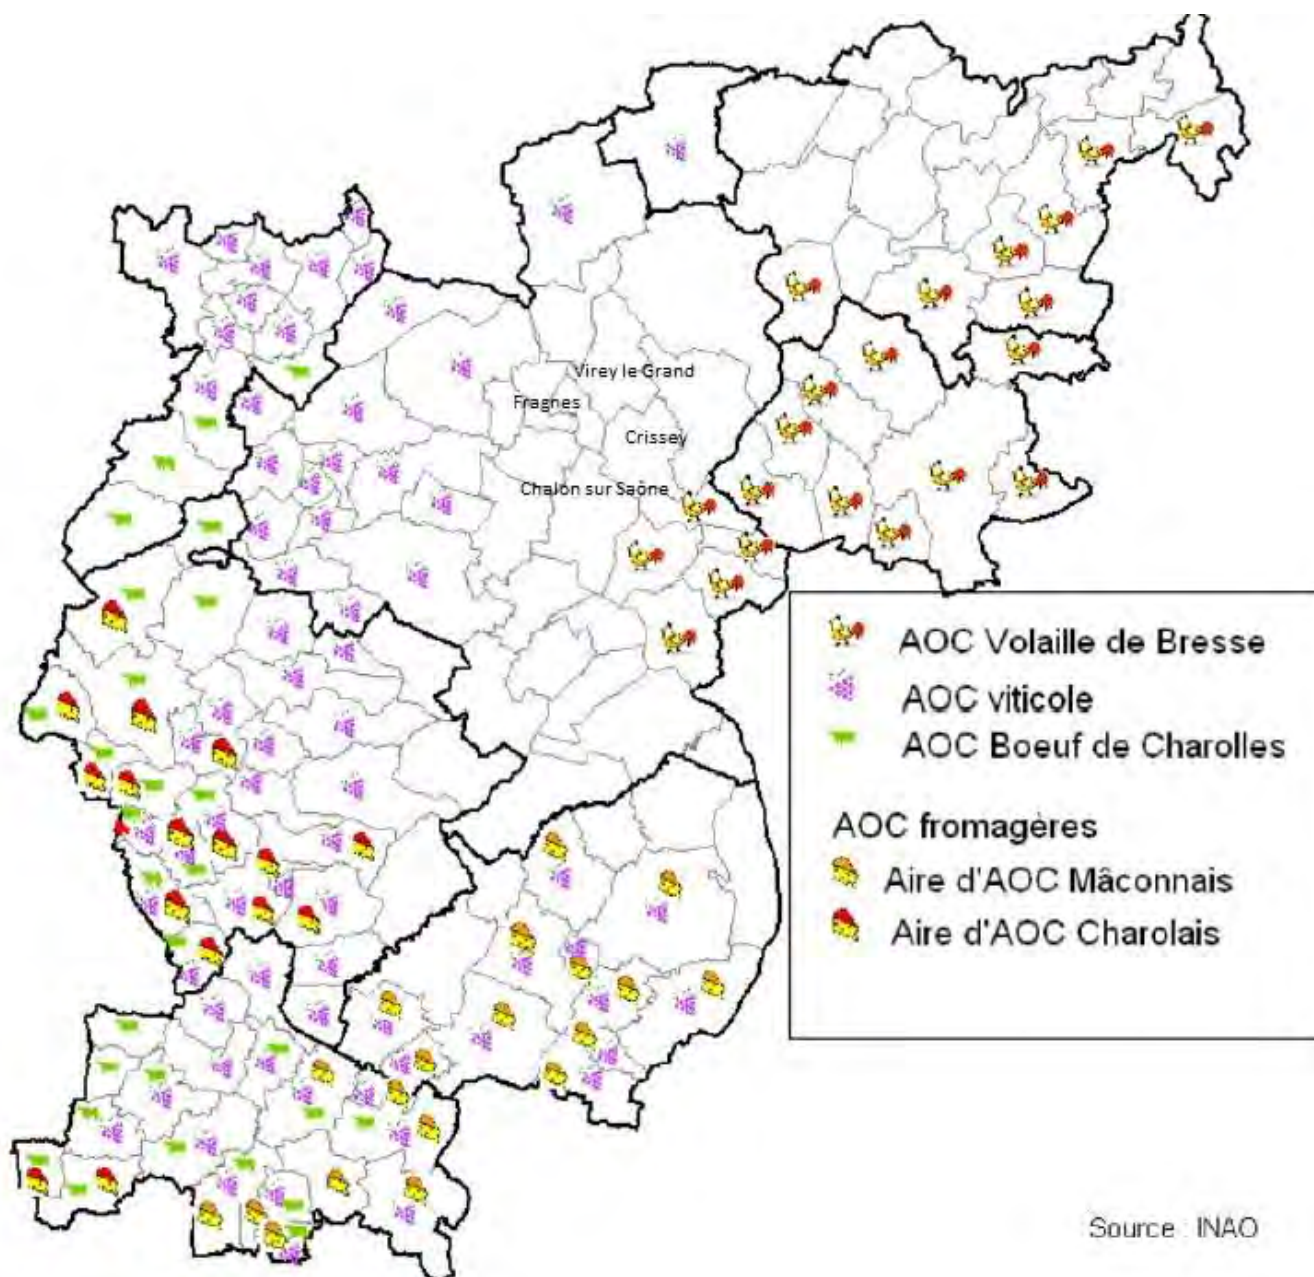 Virey le Grand
Fragnes
Crissey
Chalon sur Saône
AOC Volaille de Bresse
AOC viticole
AOC Boeuf de Charolles
AOC fromagères
Aire d'AOC Mâconnais
Aire d'AOC Charolais
Source : INAO